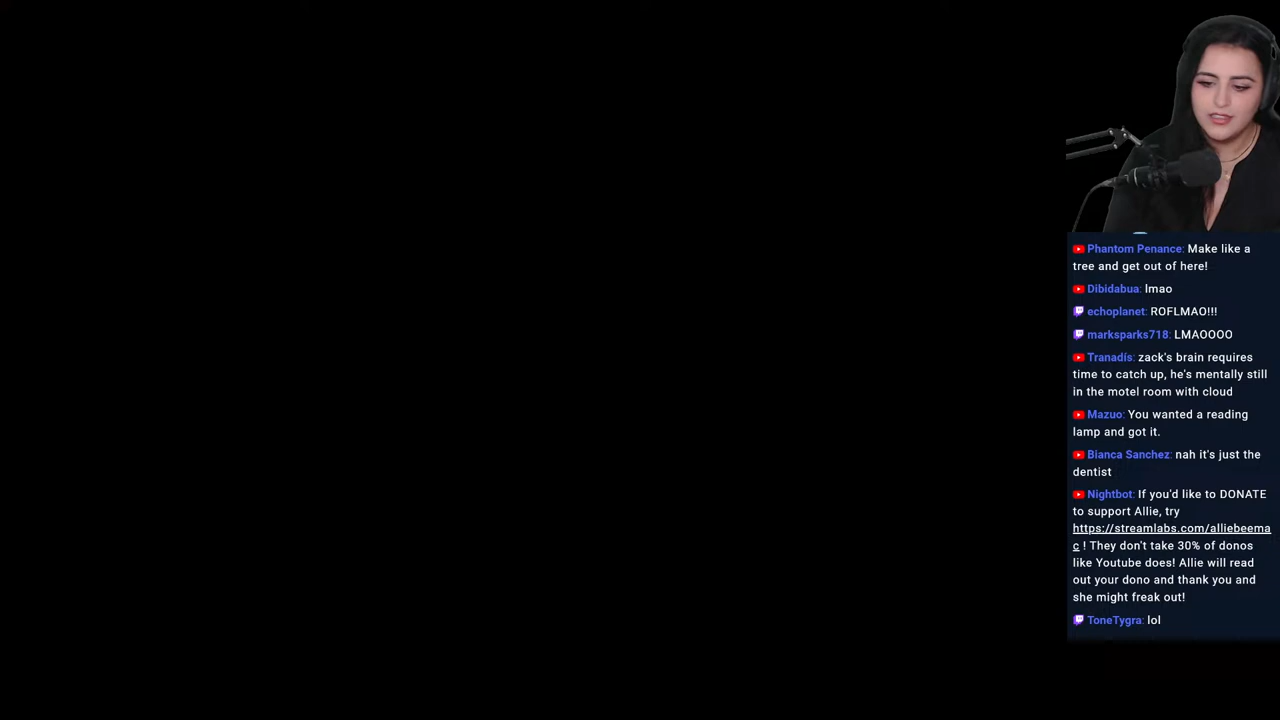 Phantom Penance: Make like a
tree and get out of here!
Dibidabua: lmao
echoplanet: ROFLMAO!!!
marksparks718: LMAOOOO
Tranadís: zack's brain requires
time to catch up, he's mentally still
in the motel room with cloud
Mazuo: You wanted a reading
lamp and got it.
Bianca Sanchez: nah it's just the
dentist
Nightbot: If you'd like to DONATE
to support Allie, try
https://streamlabs.com/alliebeema
c ! They don't take 30% of donos
like Youtube does! Allie will read
out your dono and thank you and
she might freak out!
ToneTygra: lol